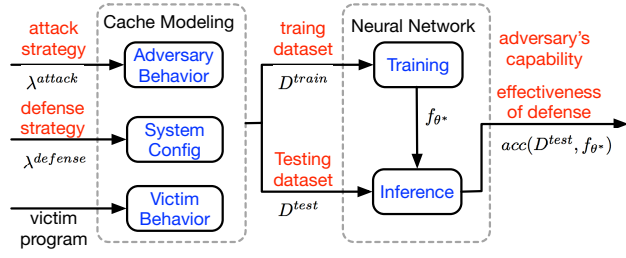 Cache Modeling
attack
strategy
λ^attack
Adversary
Behavior
defense
strategy
λ^defense
System
Config
victim
program
Victim
Behavior
traing
dataset
D^train
Testing
dataset
D^test
Neural Network
Training
f_θ*
Inference
adversary's
capability
effectiveness
of defense
acc(D^test, f_θ*)